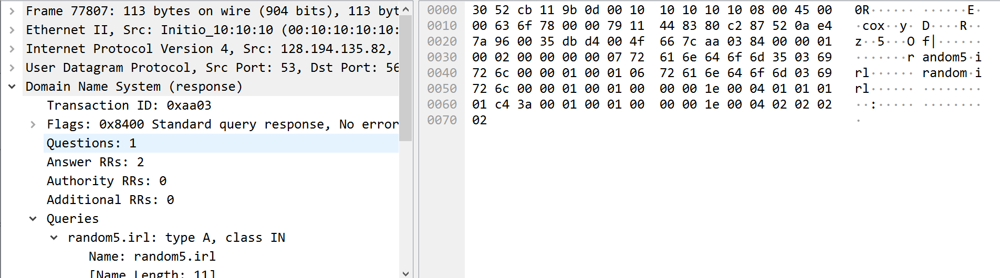 Frame 77807: 113 bytes on wire (904 bits), 113 byt
Ethernet II, Src: Initio_10:10:10 (00:10:10:10:10:
Internet Protocol Version 4, Src: 128.194.135.82,
User Datagram Protocol, Src Port: 53, Dst Port: 56
Domain Name System (response)
Transaction ID: 0xaa03
Flags: 0x8400 Standard query response, No error
Questions: 1
Answer RRs: 2
Authority RRs: 0
Additional RRs: 0
Queries
random5.irl: type A, class IN
Name: random5.irl
[Name Length: 11]
0000 30 52 cb 11 9b 0d 00 10 10 10 10 10 08 00 45 00 0R······ ······E·
0010 00 63 6f 78 00 00 79 11 44 83 80 c2 87 52 0a e4 ·cox··y· D····R··
0020 7a 96 00 35 db d4 00 4f 66 7c aa 03 84 00 00 01 z··5···O f|······
0030 00 02 00 00 00 00 07 72 61 6e 64 6f 6d 35 03 69 ·······r andom5·i
0040 72 6c 00 00 01 00 01 06 72 61 6e 64 6f 6d 03 69 rl······ random·i
0050 72 6c 00 00 01 00 01 00 00 00 1e 00 04 01 01 01 rl······ ········
0060 01 c4 3a 00 01 00 01 00 00 00 1e 00 04 02 02 02 ··:····· ········
0070 02 ·